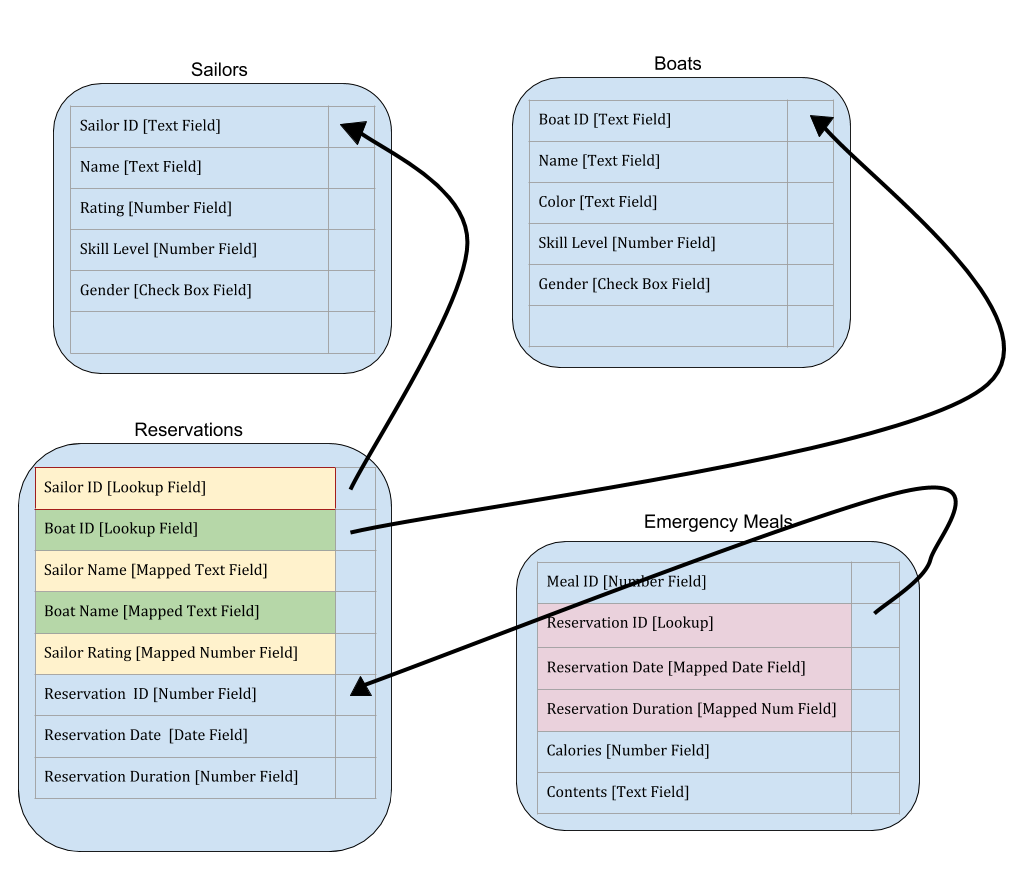 Sailors
Sailor ID [Text Field]
Name [Text Field]
Rating [Number Field]
Skill Level [Number Field]
Gender [Check Box Field]
Boats
Boat ID [Text Field]
Name [Text Field]
Color [Text Field]
Skill Level [Number Field]
Gender [Check Box Field]
Reservations
Sailor ID [Lookup Field]
Boat ID [Lookup Field]
Sailor Name [Mapped Text Field]
Boat Name [Mapped Text Field]
Sailor Rating [Mapped Number Field]
Reservation  ID [Number Field]
Reservation Date  [Date Field]
Reservation Duration [Number Field]
Emergency Meals
Meal ID [Number Field]
Reservation ID [Lookup]
Reservation Date [Mapped Date Field]
Reservation Duration [Mapped Num Field]
Calories [Number Field]
Contents [Text Field]